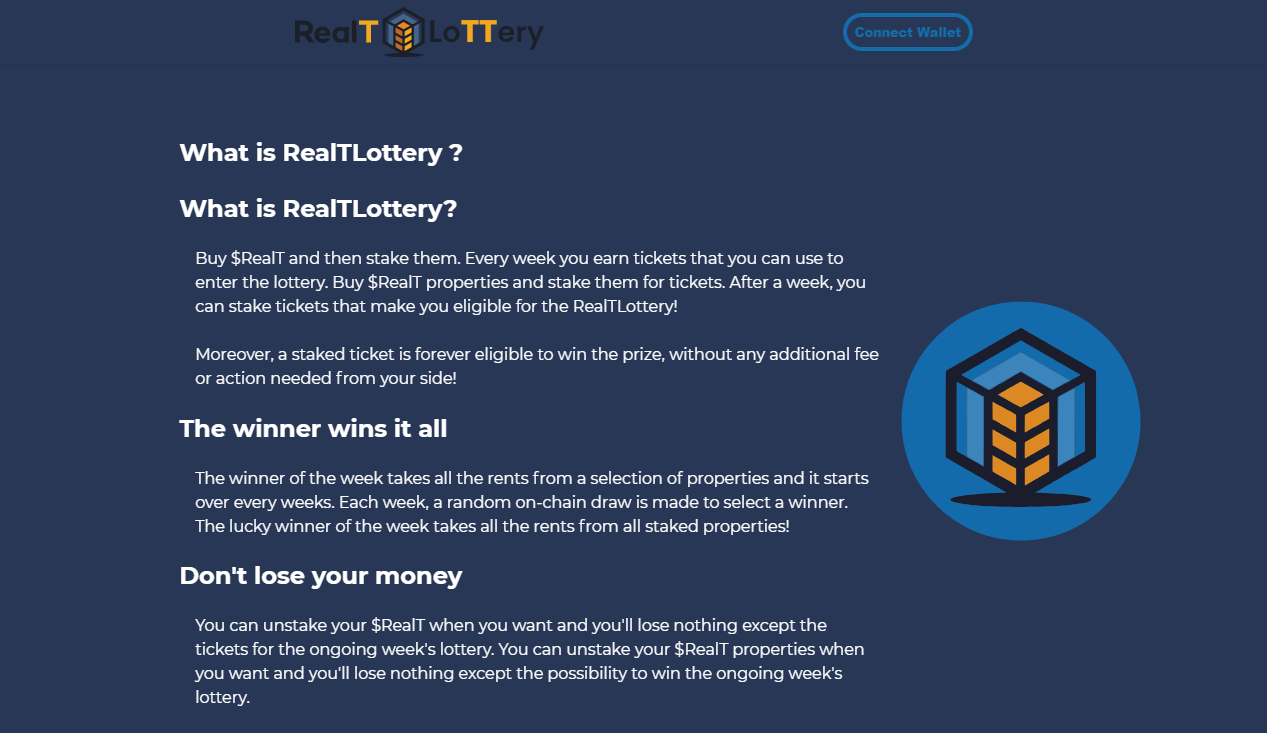 RealT LoTTery
Connect Wallet
What is RealTLottery ?
What is RealTLottery?
Buy $RealT and then stake them. Every week you earn tickets that you can use to
enter the lottery. Buy $RealT properties and stake them for tickets. After a week, you
can stake tickets that make you eligible for the RealTLottery!
Moreover, a staked ticket is forever eligible to win the prize, without any additional fee
or action needed from your side!
The winner wins it all
The winner of the week takes all the rents from a selection of properties and it starts
over every weeks. Each week, a random on-chain draw is made to select a winner.
The lucky winner of the week takes all the rents from all staked properties!
Don't lose your money
You can unstake your $RealT when you want and you'll lose nothing except the
tickets for the ongoing week's lottery. You can unstake your $RealT properties when
you want and you'll lose nothing except the possibility to win the ongoing week's
lottery.